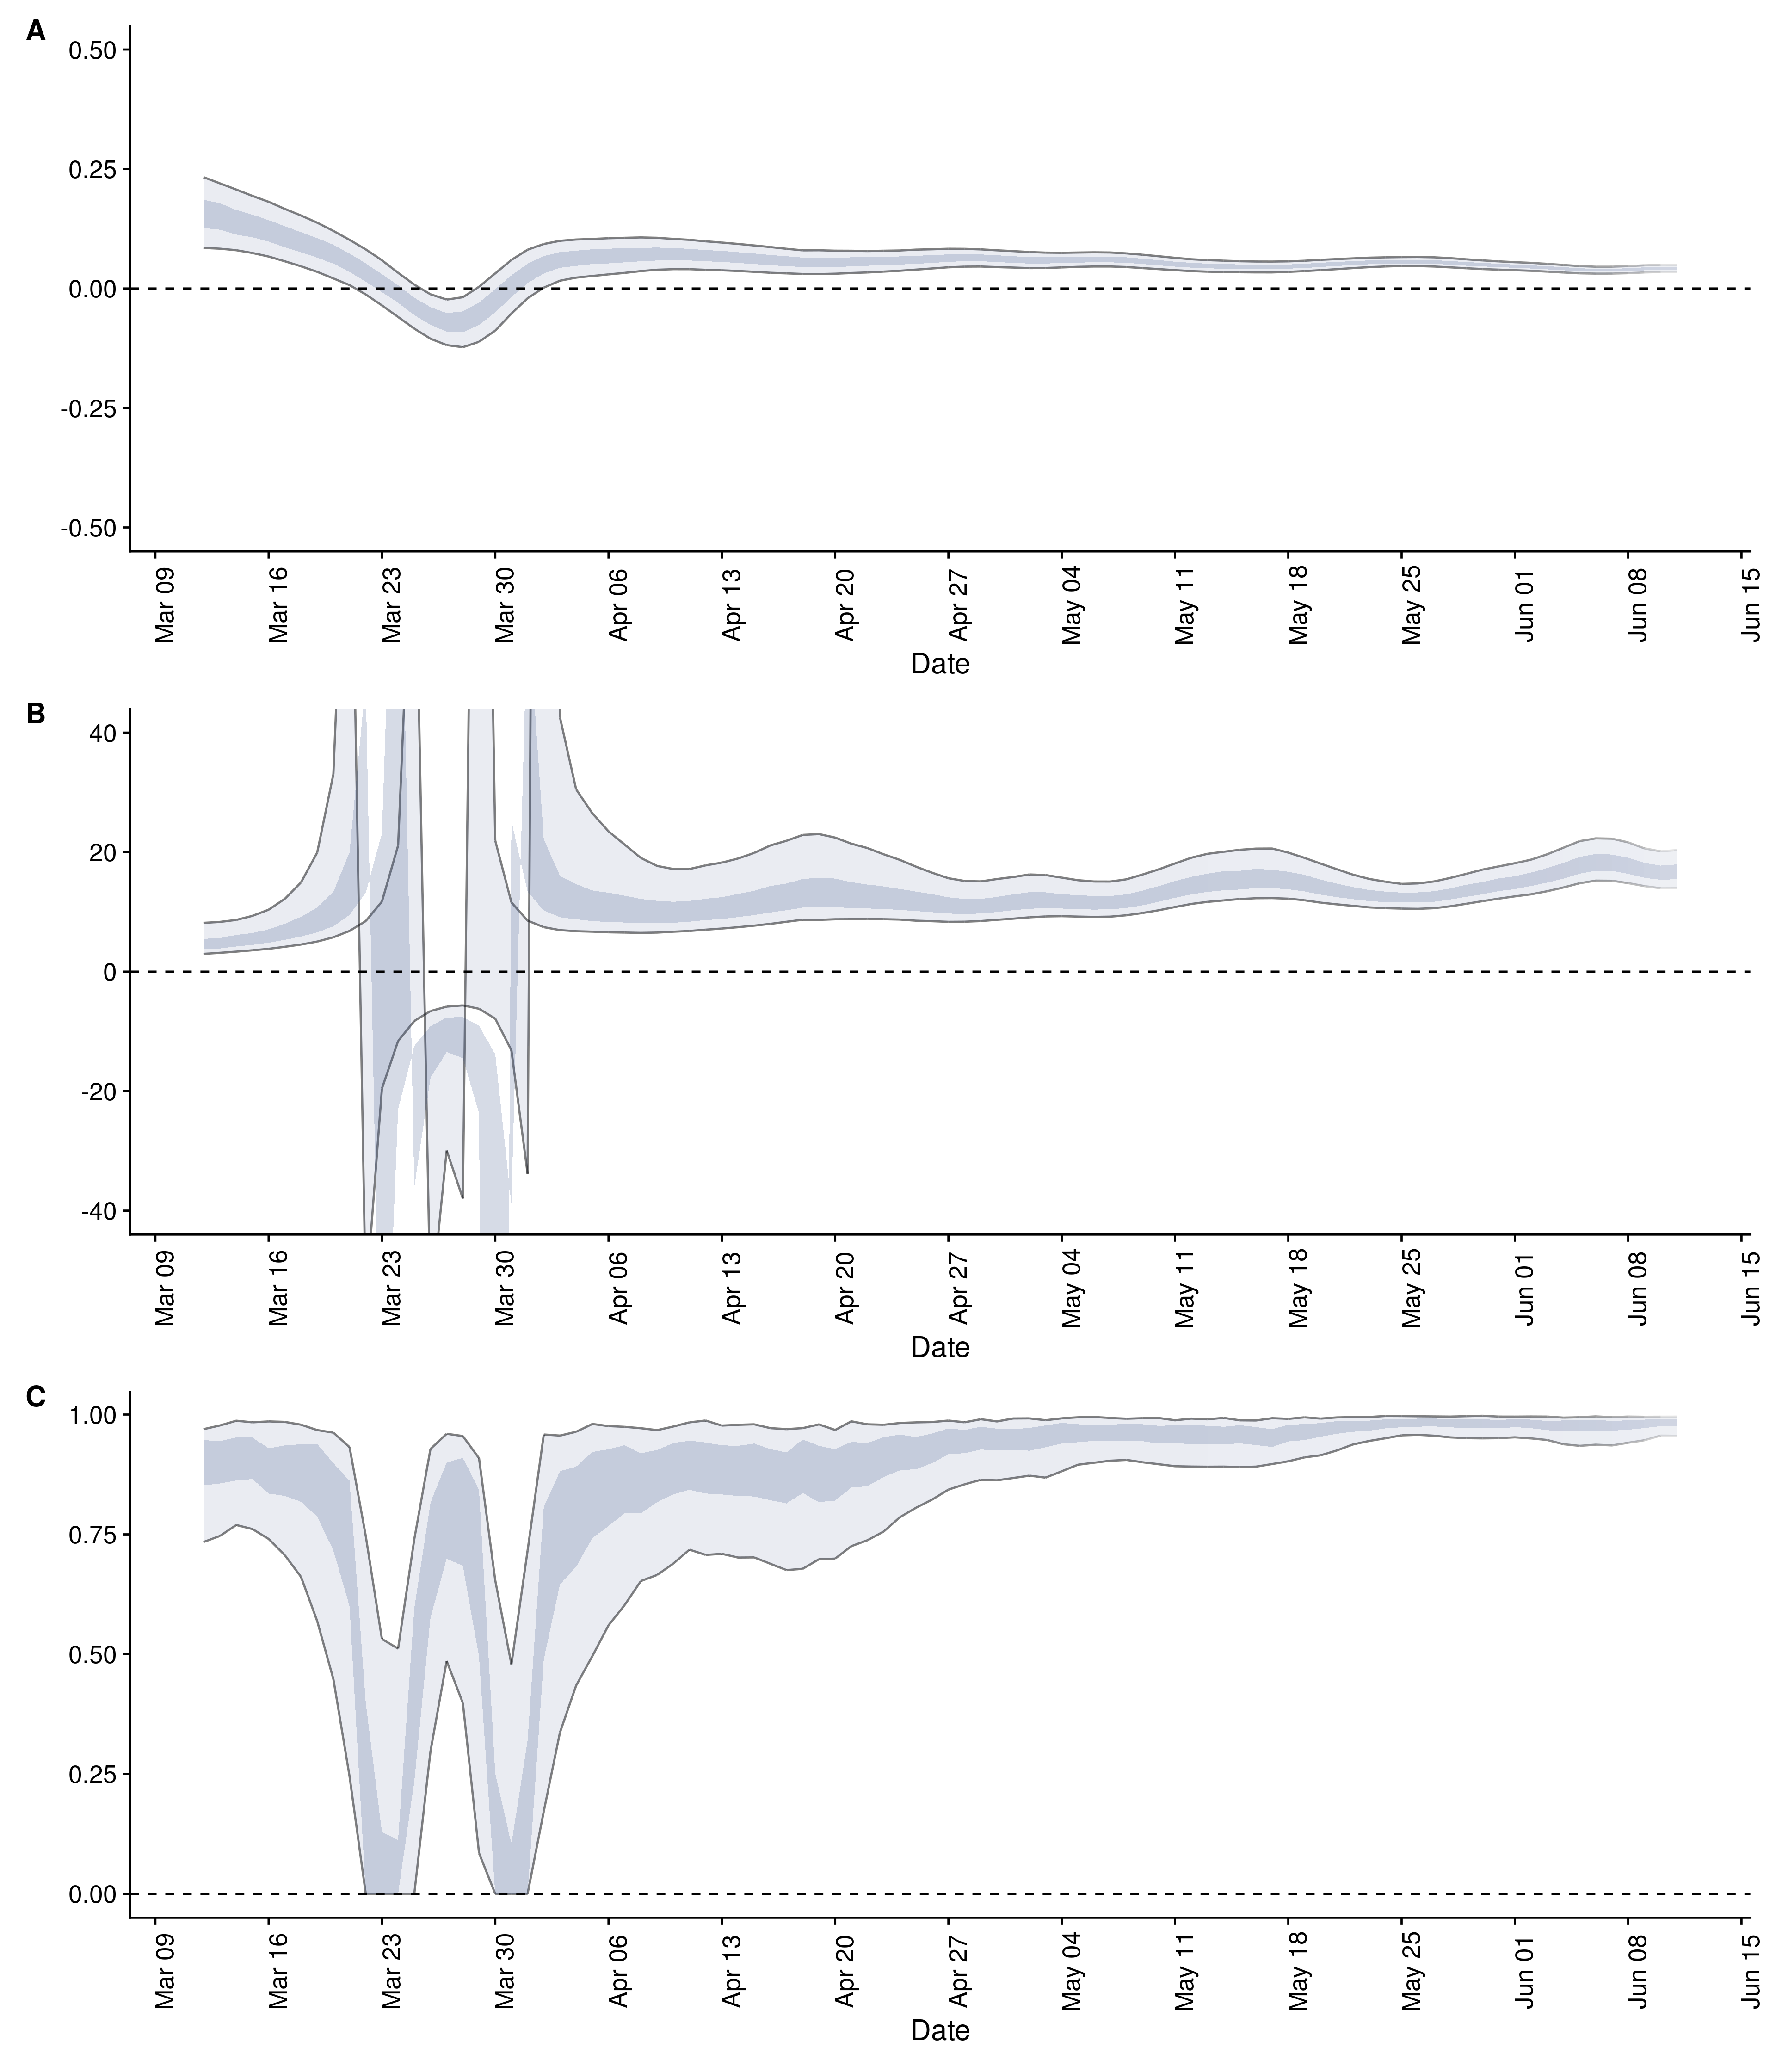 A
0.50
0.25
0.00
-0.25
-0.50
Mar 09
Mar 16
Mar 23
Mar 30
Apr 06
Apr 13
Apr 20
Apr 27
May 04
May 11
May 18
May 25
Jun 01
Jun 08
Jun 15
Date
B
40
20
0
-20
-40
Mar 09
Mar 16
Mar 23
Mar 30
Apr 06
Apr 13
Apr 20
Apr 27
May 04
May 11
May 18
May 25
Jun 01
Jun 08
Jun 15
Date
C
1.00
0.75
0.50
0.25
0.00
Mar 09
Mar 16
Mar 23
Mar 30
Apr 06
Apr 13
Apr 20
Apr 27
May 04
May 11
May 18
May 25
Jun 01
Jun 08
Jun 15
Date